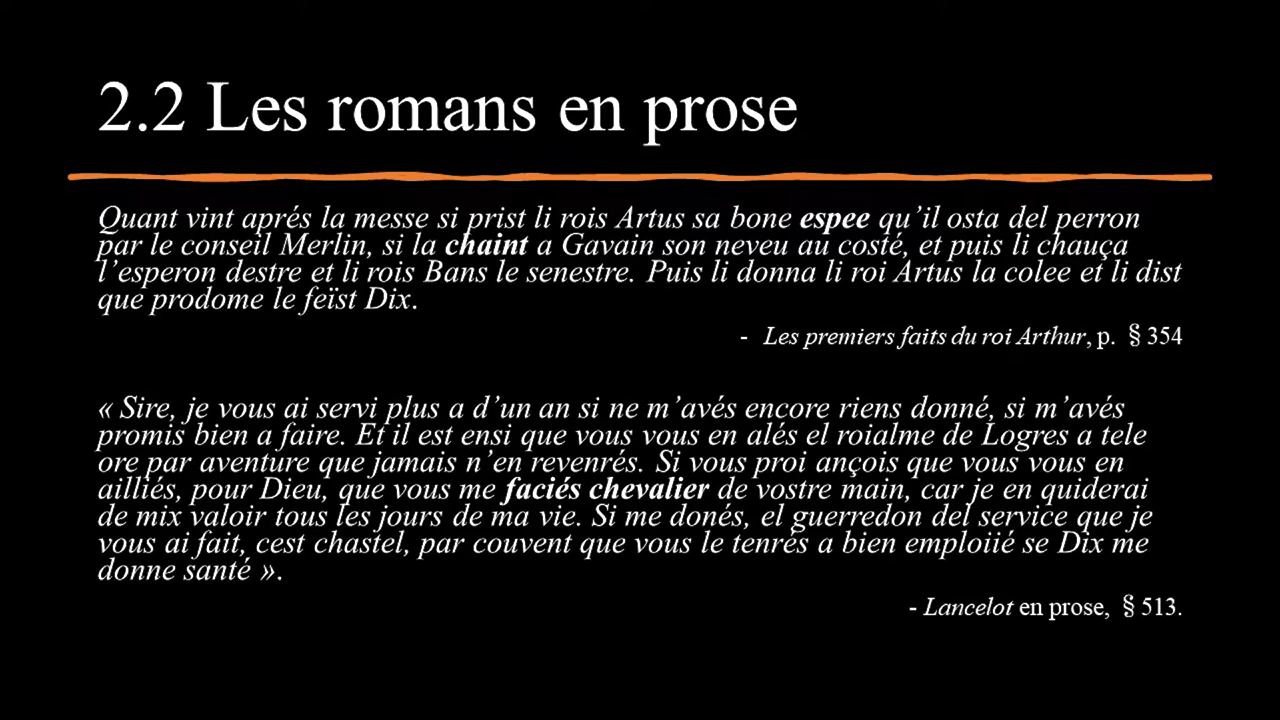 2.2 Les romans en prose
Quant vint aprés la messe si prist li rois Artus sa bone espee qu’il osta del perron
par le conseil Merlin, si la chaint a Gavain son neveu au costé, et puis li chauça
l’esperon destre et li rois Bans le senestre. Puis li donna li roi Artus la colee et li dist
que prodome le feïst Dix.
- Les premiers faits du roi Arthur, p. § 354
« Sire, je vous ai servi plus a d’un an si ne m’avés encore riens donné, si m’avés
promis bien a faire. Et il est ensi que vous vous en alés el roialme de Logres a tele
ore par aventure que jamais n’en revenrés. Si vous proi ançois que vous vous en
ailliés, pour Dieu, que vous me faciés chevalier de vostre main, car je en quiderai
de mix valoir tous les jours de ma vie. Si me donés, el guerredon del service que je
vous ai fait, cest chastel, par couvent que vous le tenrés a bien emploiié se Dix me
donne santé ».
- Lancelot en prose, § 513.